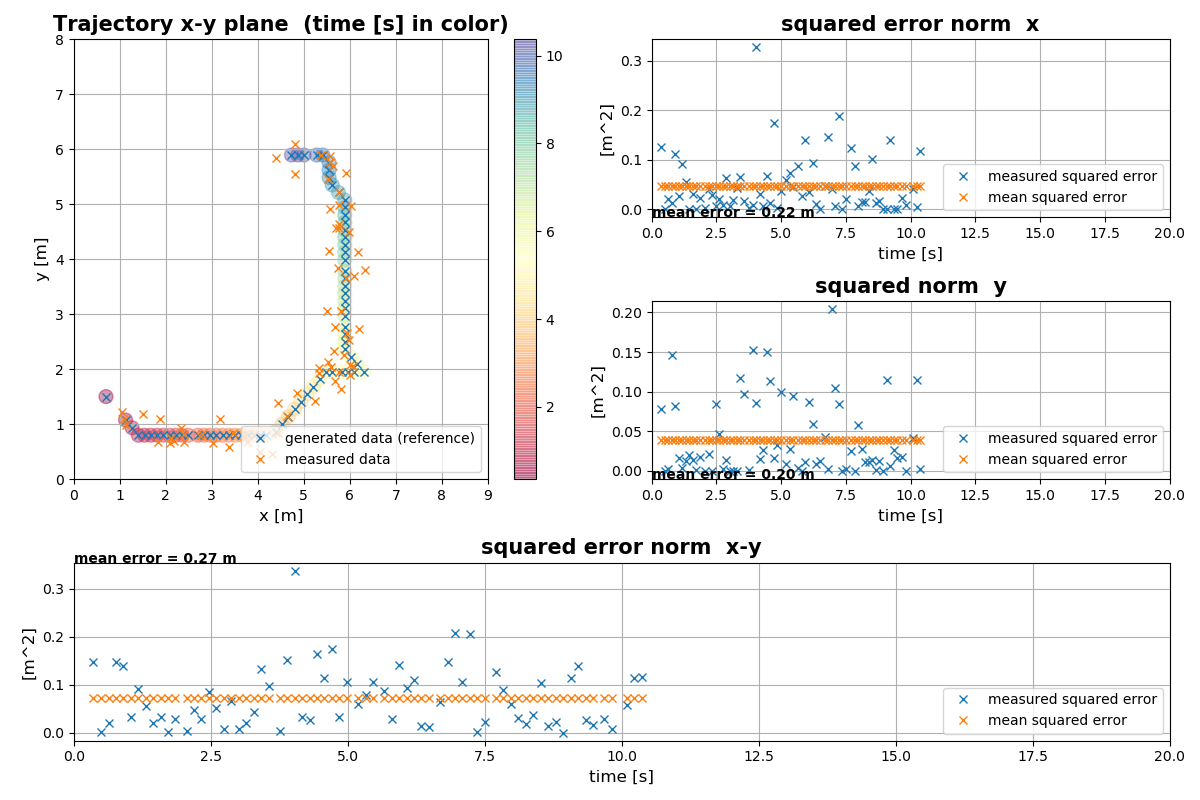 Trajectory x-y plane  (time [s] in color)
8
7
6
5
4
3
2
1
0
y [m]
0 1 2 3 4 5 6 7 8 9
x [m]
generated data (reference)
measured data
10
8
6
4
2
squared error norm  x
0.3
0.2
0.1
0.0
[m^2]
measured squared error
mean squared error
mean error = 0.22 m
0.0 2.5 5.0 7.5 10.0 12.5 15.0 17.5 20.0
time [s]
squared norm  y
0.20
0.15
0.10
0.05
0.00
[m^2]
measured squared error
mean squared error
mean error = 0.20 m
0.0 2.5 5.0 7.5 10.0 12.5 15.0 17.5 20.0
time [s]
squared error norm  x-y
mean error = 0.27 m
0.3
0.2
0.1
0.0
[m^2]
measured squared error
mean squared error
0.0 2.5 5.0 7.5 10.0 12.5 15.0 17.5 20.0
time [s]